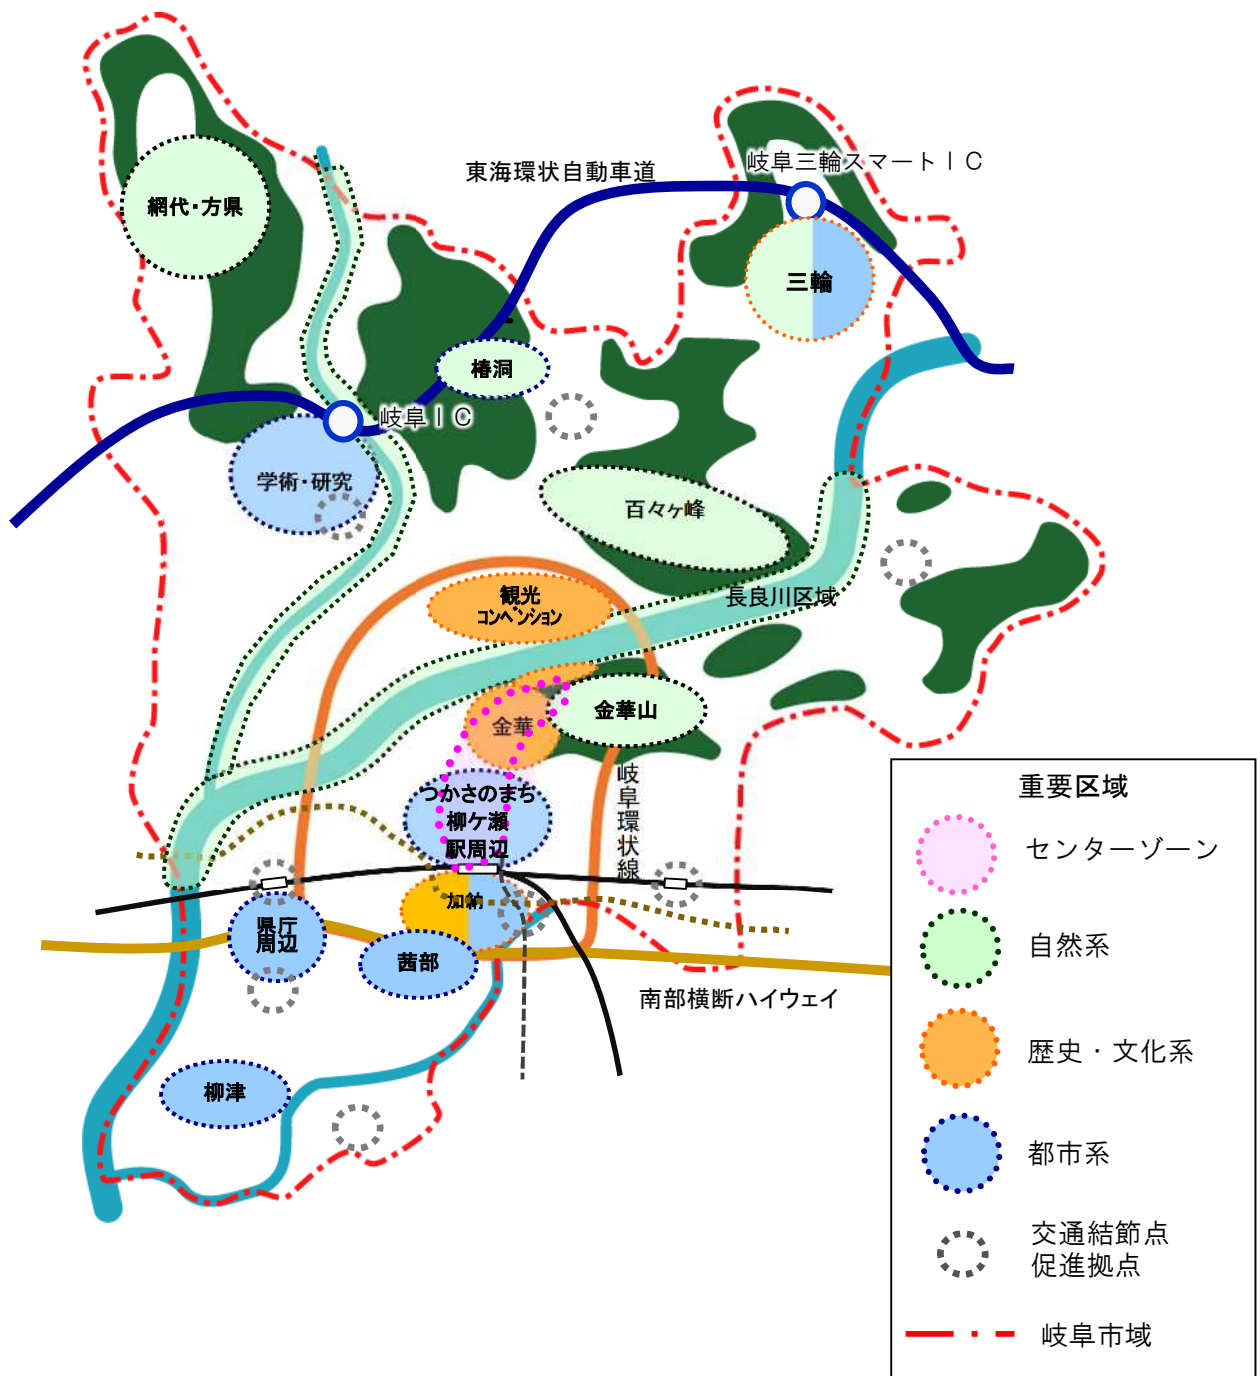 東海環状自動車道
岐阜三輪スマートIC
網代・方県
三輪
椿洞
岐阜IC
学術・研究
百々ヶ峰
観光
コンベンション
長良川区域
金華山
金華
岐阜環状線
つかさのまち
柳ケ瀬
駅周辺
加納
県庁
周辺
茜部
南部横断ハイウェイ
柳津
重要区域
センターゾーン
自然系
歴史・文化系
都市系
交通結節点
促進拠点
岐阜市域